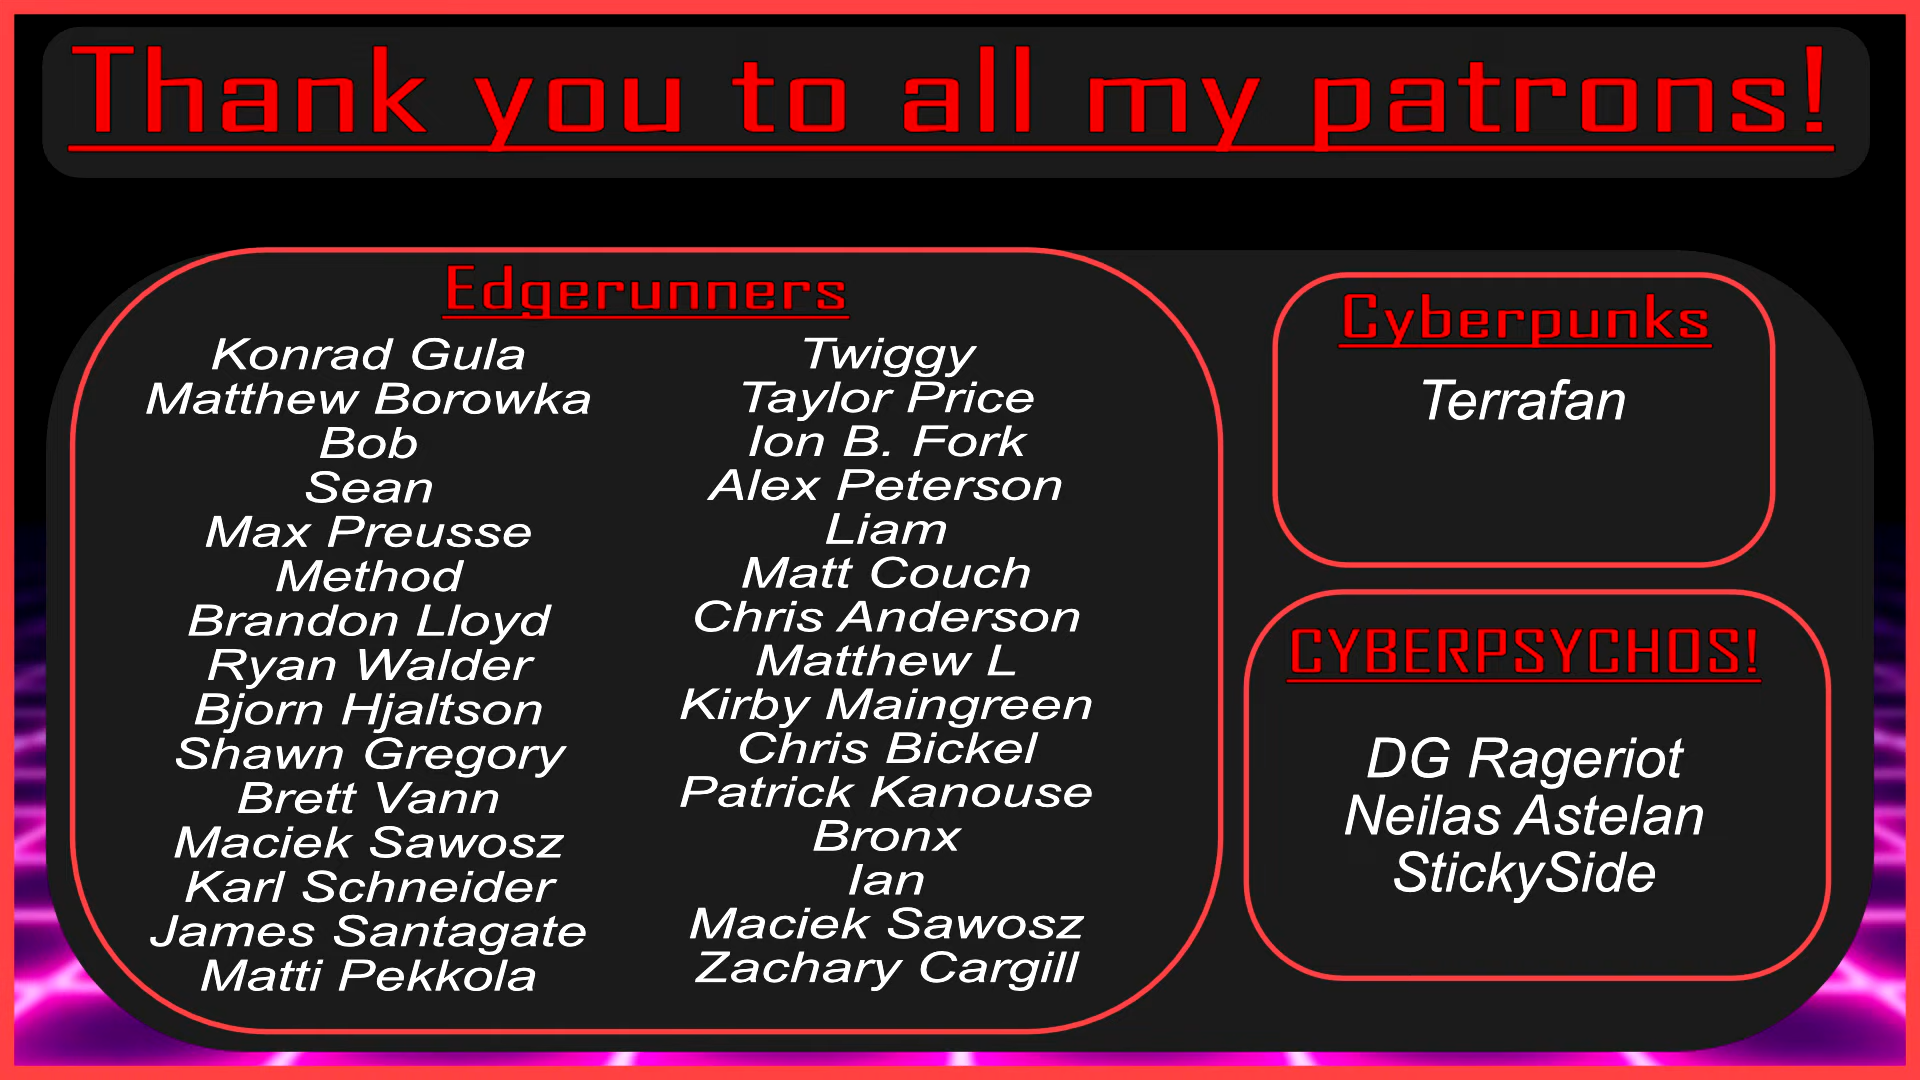 Thank you to all my patrons!
Edgerunners
Konrad Gula
Matthew Borowka
Bob
Sean
Max Preusse
Method
Brandon Lloyd
Ryan Walder
Bjorn Hjaltson
Shawn Gregory
Brett Vann
Maciek Sawosz
Karl Schneider
James Santagate
Matti Pekkola
Twiggy
Taylor Price
Ion B. Fork
Alex Peterson
Liam
Matt Couch
Chris Anderson
Matthew L
Kirby Maingreen
Chris Bickel
Patrick Kanouse
Bronx
Ian
Maciek Sawosz
Zachary Cargill
Cyberpunks
Terrafan
CYBERPSYCHOS!
DG Rageriot
Neilas Astelan
StickySide